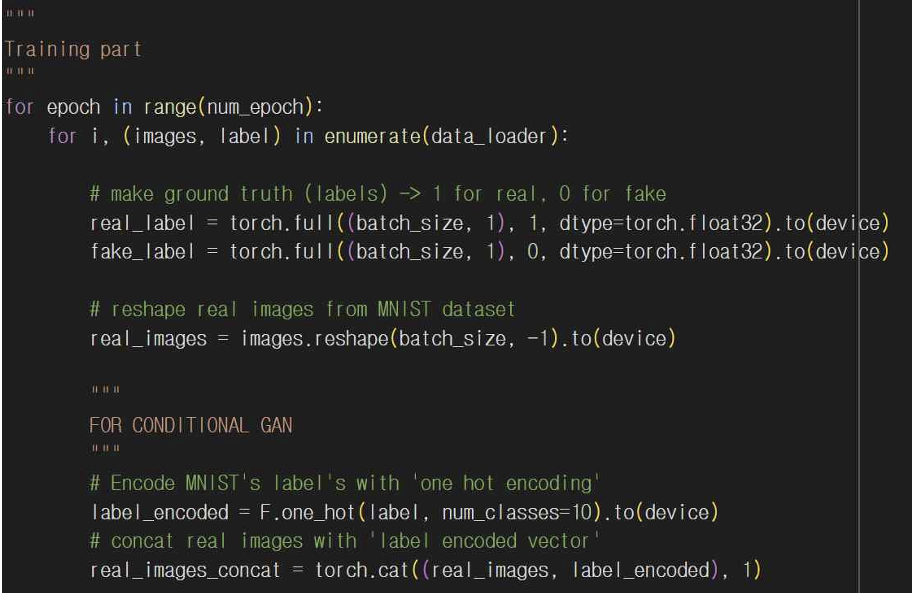 """
Training part
"""
for epoch in range(num_epoch):
    for i, (images, label) in enumerate(data_loader):
        # make ground truth (labels) -> 1 for real, 0 for fake
        real_label = torch.full((batch_size, 1), 1, dtype=torch.float32).to(device)
        fake_label = torch.full((batch_size, 1), 0, dtype=torch.float32).to(device)
        # reshape real images from MNIST dataset
        real_images = images.reshape(batch_size, -1).to(device)
        """
        FOR CONDITIONAL GAN
        """
        # Encode MNIST's label's with 'one hot encoding'
        label_encoded = F.one_hot(label, num_classes=10).to(device)
        # concat real images with 'label encoded vector'
        real_images_concat = torch.cat((real_images, label_encoded), 1)